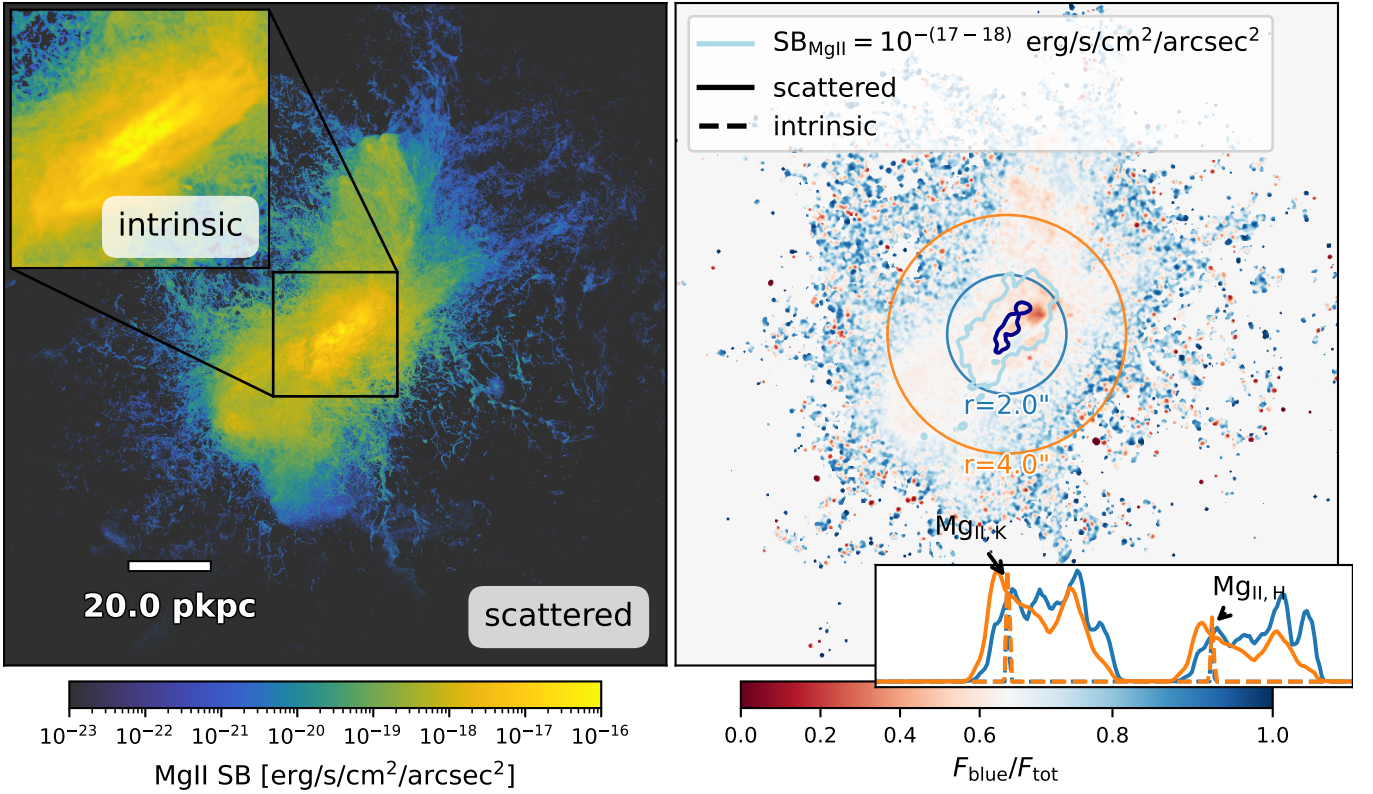 intrinsic
20.0 pkpc
scattered
10⁻²³ 10⁻²² 10⁻²¹ 10⁻²⁰ 10⁻¹⁹ 10⁻¹⁸ 10⁻¹⁷ 10⁻¹⁶
MgII SB [erg/s/cm²/arcsec²]
SB_MgII = 10^−(17−18) erg/s/cm²/arcsec²
scattered
intrinsic
r=2.0"
r=4.0"
Mg_II,K
Mg_II,H
0.0 0.2 0.4 0.6 0.8 1.0
F_blue/F_tot